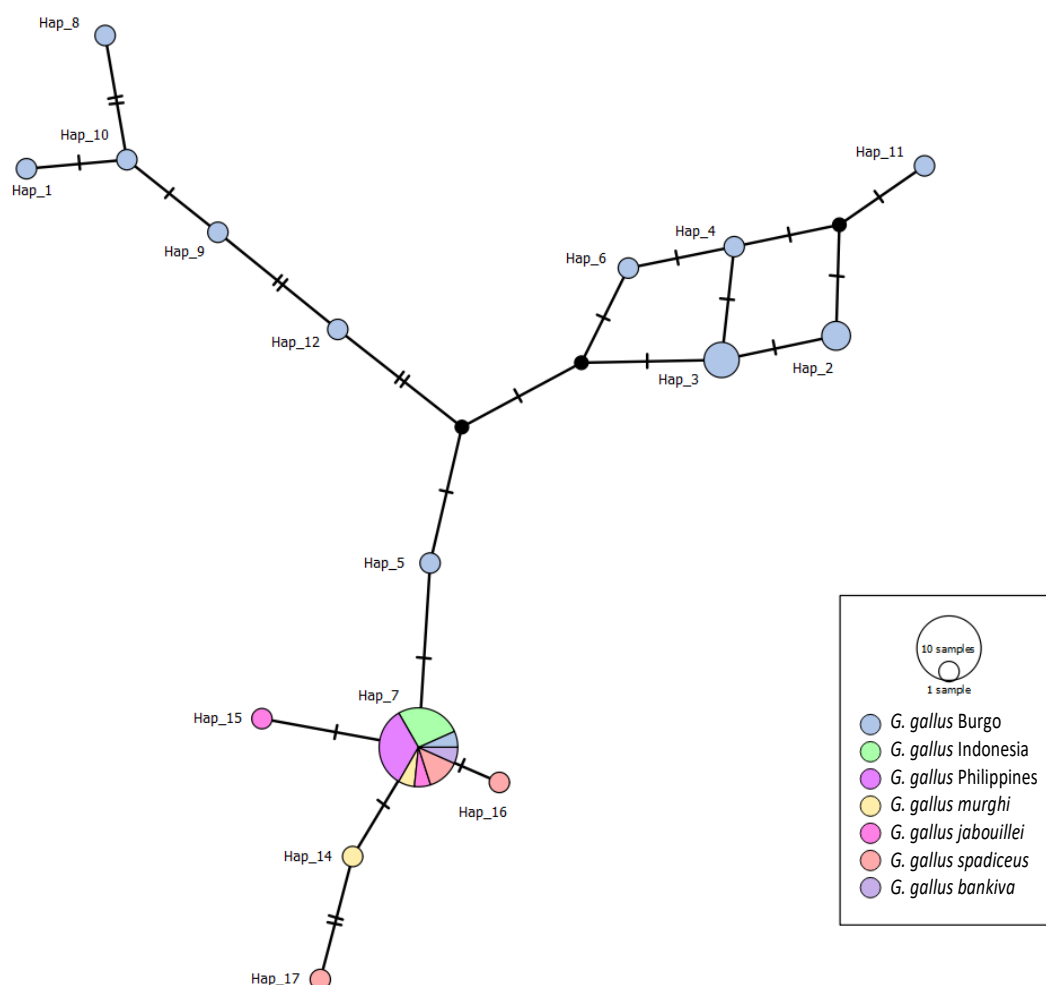 Hap_8
Hap_10
Hap_11
Hap_1
Hap_4
Hap_9
Hap_6
Hap_12
Hap_3
Hap_2
Hap_5
Hap_7
Hap_15
Hap_16
Hap_14
Hap_17
10 samples
1 sample
G. gallus Burgo
G. gallus Indonesia
G. gallus Philippines
G. gallus murghi
G. gallus jabouillei
G. gallus spadiceus
G. gallus bankiva